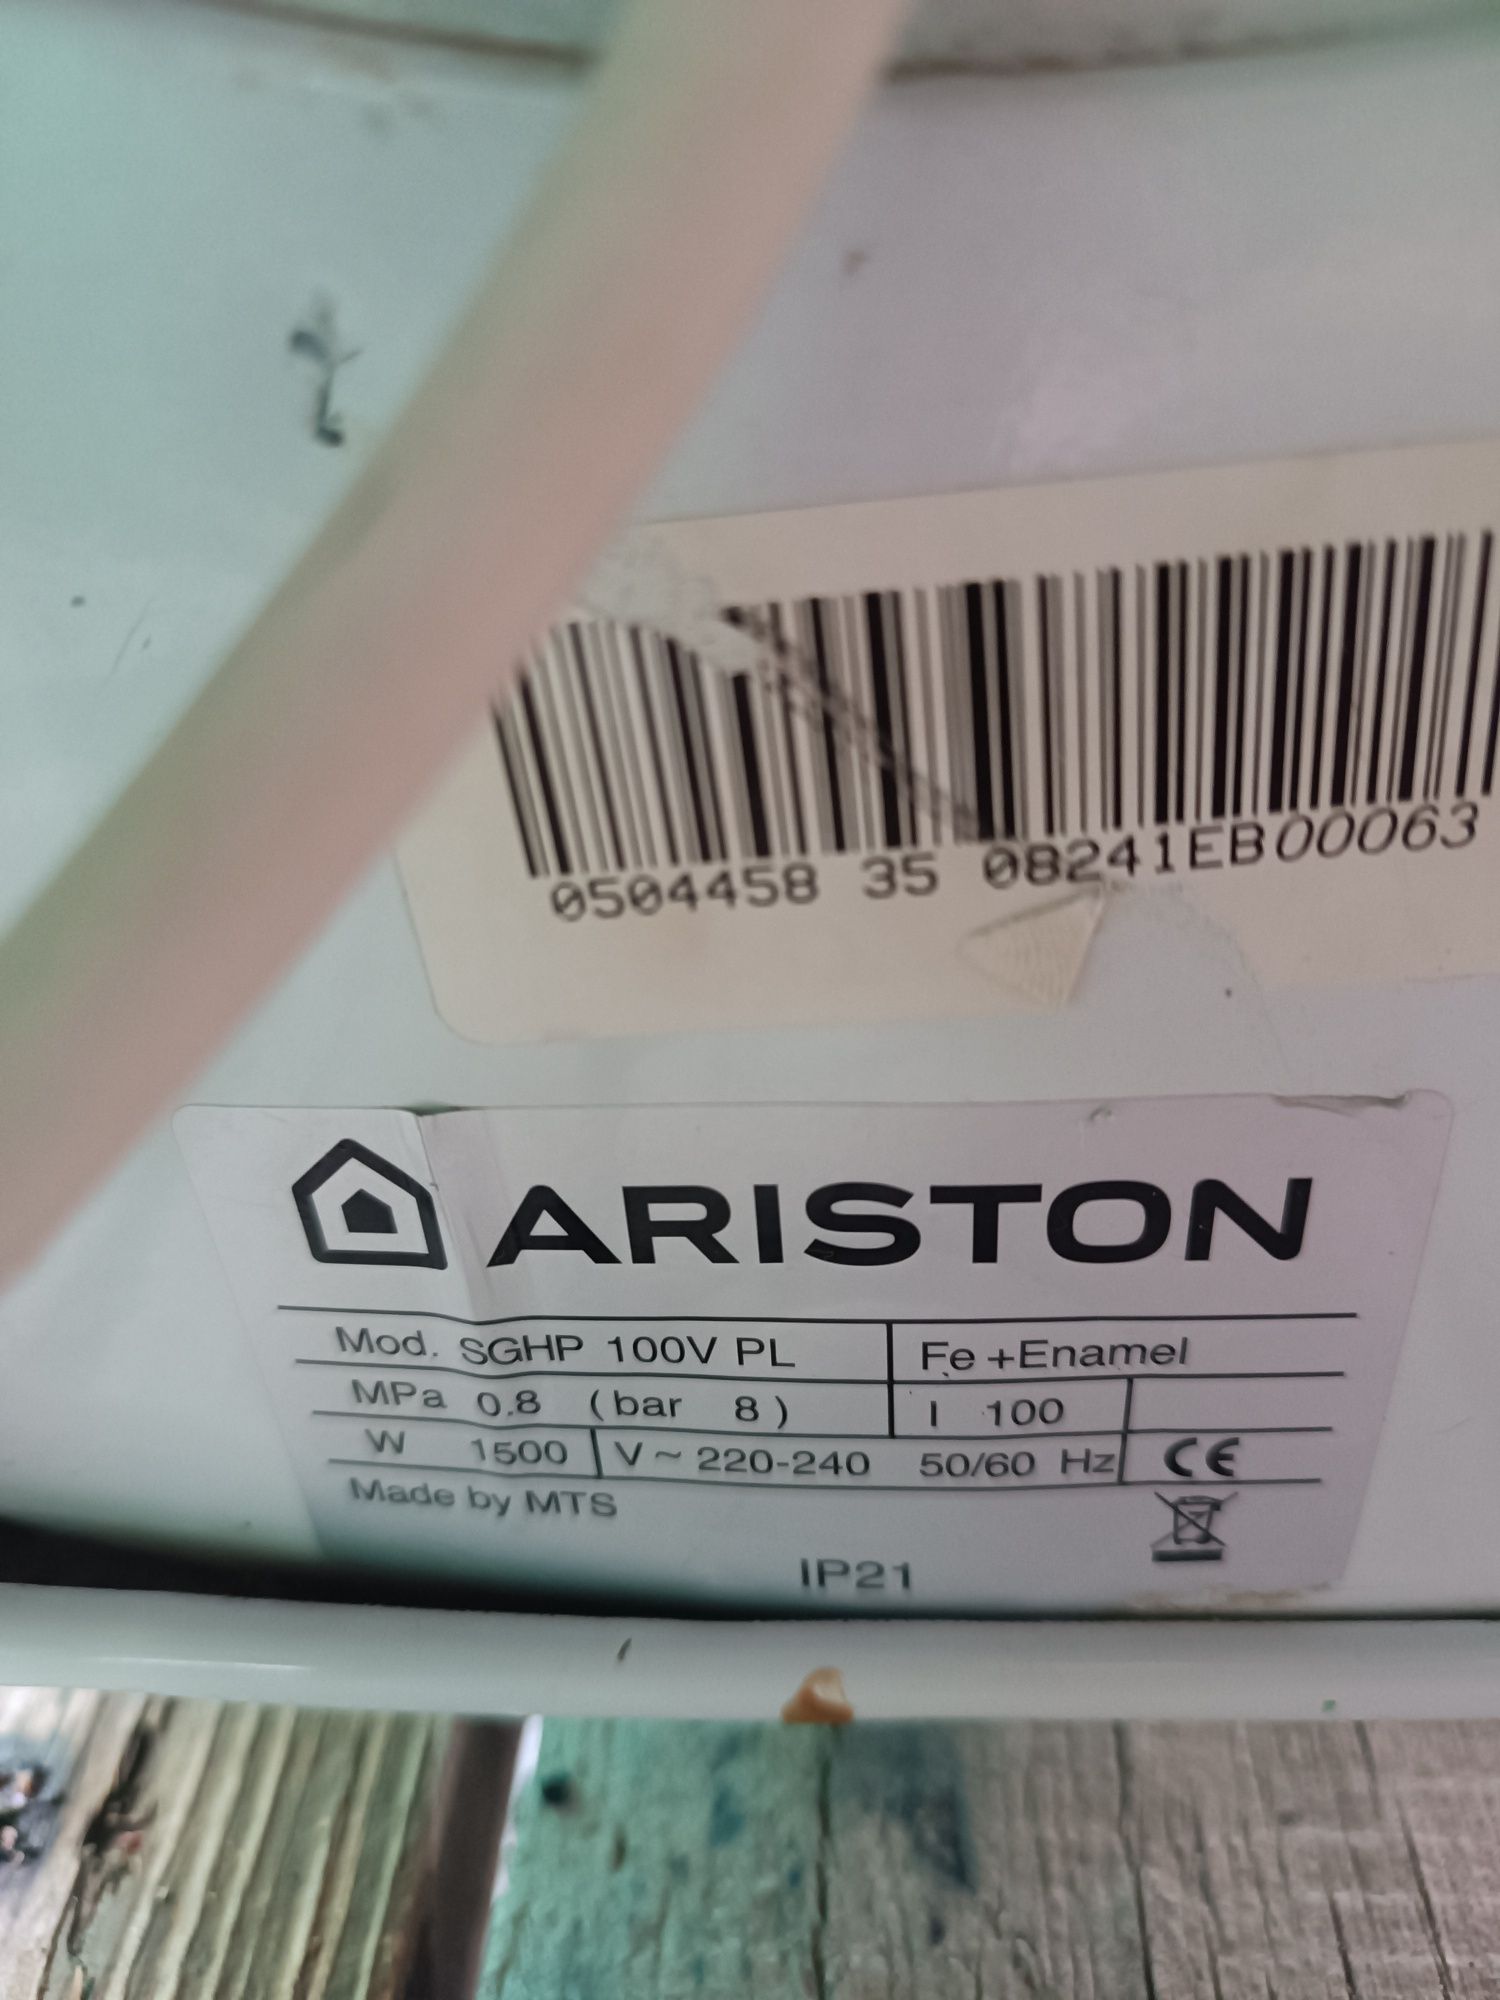 0504458 35 08241EB00063
ARISTON
Mod. SGHP 100V PL Fe +Enamel
MPa 0.8 (bar 8) l 100
W 1500 V~ 220-240 50/60 Hz CE
Made by MTS
IP21